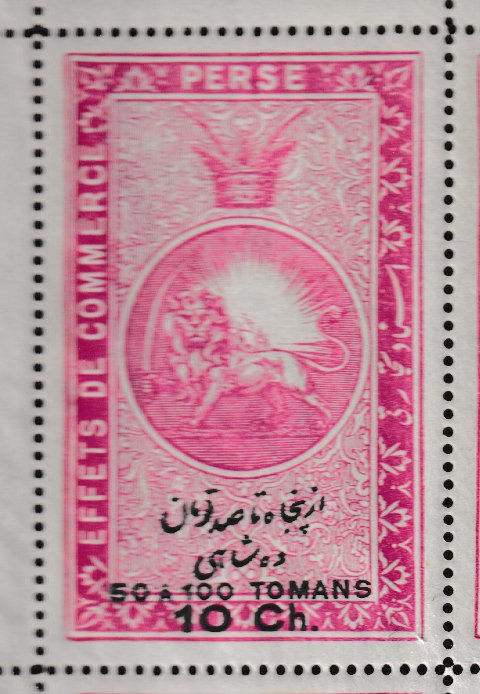 PERSE
EFFETS DE COMMERCE
از پنجاه تا صد تومان
ده شاهی
50 A 100 TOMANS
10 Ch.